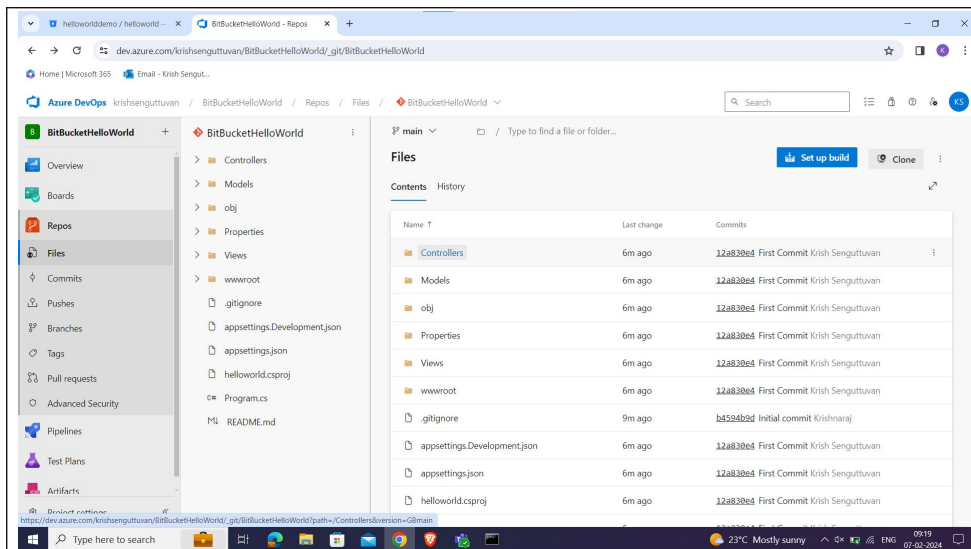 helloworlddemo / helloworld –
BitBucketHelloWorld - Repos
dev.azure.com/krishsenguttuvan/BitBucketHelloWorld/_git/BitBucketHelloWorld
K
Home | Microsoft 365
Email - Krish Sengut...
Azure DevOps krishsenguttuvan / BitBucketHelloWorld / Repos / Files / BitBucketHelloWorld
Search
KS
B BitBucketHelloWorld +
Overview
Boards
Repos
Files
Commits
Pushes
Branches
Tags
Pull requests
Advanced Security
Pipelines
Test Plans
Artifacts
BitBucketHelloWorld
Controllers
Models
obj
Properties
Views
wwwroot
.gitignore
appsettings.Development.json
appsettings.json
helloworld.csproj
C# Program.cs
M↓ README.md
main / Type to find a file or folder...
Files
Set up build
Clone
Contents History
Name ↑ Last change Commits
Controllers 6m ago 12a830e4 First Commit Krish Senguttuvan
Models 6m ago 12a830e4 First Commit Krish Senguttuvan
obj 6m ago 12a830e4 First Commit Krish Senguttuvan
Properties 6m ago 12a830e4 First Commit Krish Senguttuvan
Views 6m ago 12a830e4 First Commit Krish Senguttuvan
wwwroot 6m ago 12a830e4 First Commit Krish Senguttuvan
.gitignore 9m ago b4594b9d Initial commit Krishnaraj
appsettings.Development.json 6m ago 12a830e4 First Commit Krish Senguttuvan
appsettings.json 6m ago 12a830e4 First Commit Krish Senguttuvan
helloworld.csproj 6m ago 12a830e4 First Commit Krish Senguttuvan
https://dev.azure.com/krishsenguttuvan/BitBucketHelloWorld/_git/BitBucketHelloWorld?path=/Controllers&version=GBmain
Type here to search
23°C Mostly sunny
ENG
09:19
07-02-2024